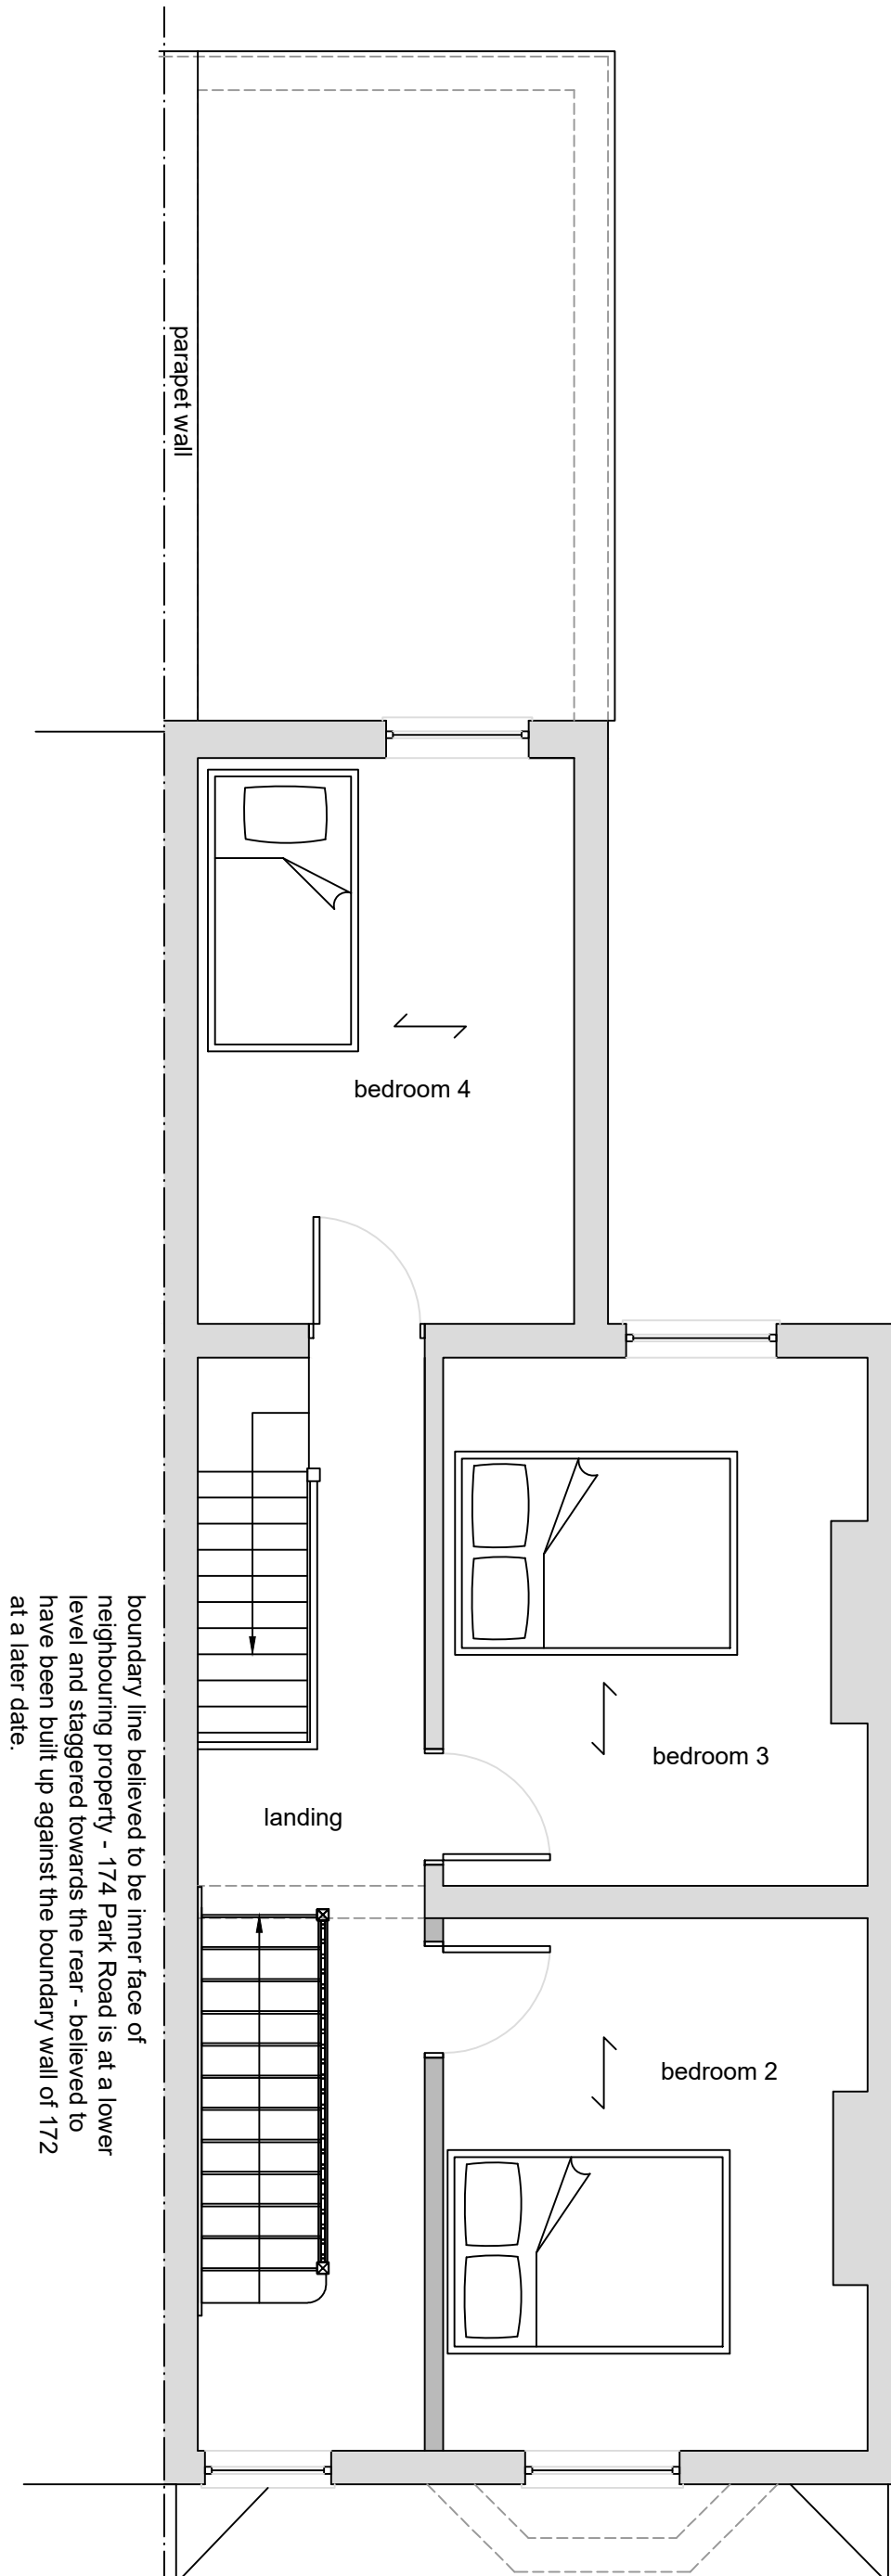 parapet wall
bedroom 4
bedroom 3
landing
boundary line believed to be inner face of
neighbouring property - 174 Park Road is at a lower
level and staggered towards the rear - believed to
have been built up against the boundary wall of 172
at a later date.
bedroom 2